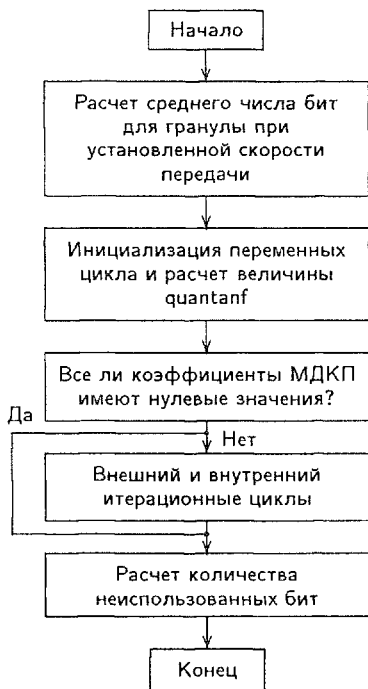 Начало
Расчет среднего числа бит
для гранулы при
установленной скорости
передачи
Инициализация переменных
цикла и расчет величины
quantanf
Все ли коэффициенты МДКП
имеют нулевые значения?
Да
Нет
Внешний и внутренний
итерационные циклы
Расчет количества
неиспользованных бит
Конец